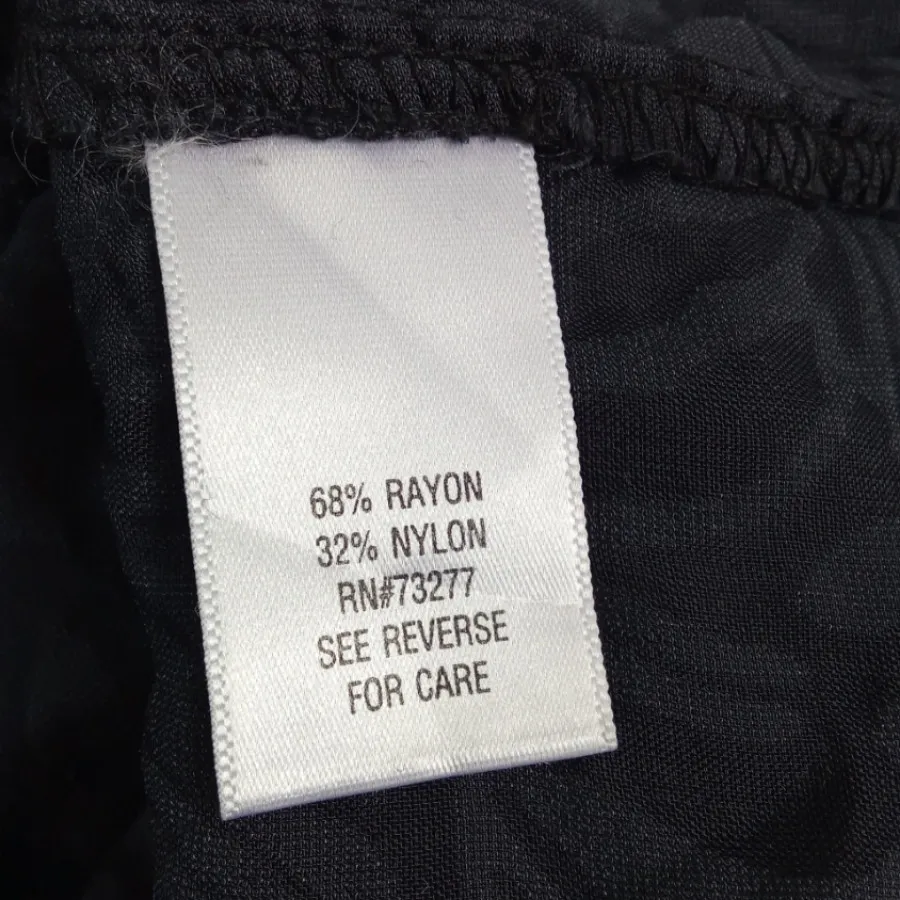 68% RAYON
32% NYLON
RN#73277
SEE REVERSE
FOR CARE